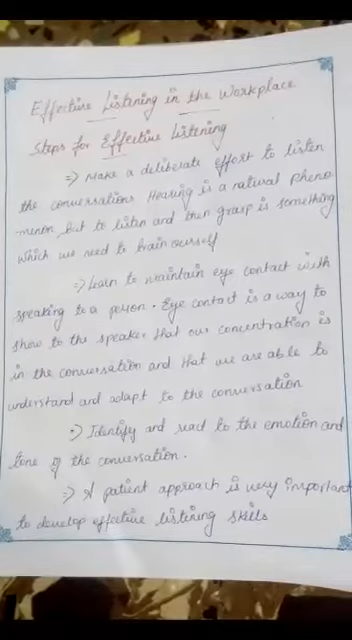 Effective Listening in the Workplace
Steps for Effective Listening
=> Make a deliberate effort to listen
the conversations Hearing is a natural pheno
-minon but to listen and then grasp is something
which we need to train ourself
=> Learn to maintain eye contact with
speaking to a person. Eye contact is a way to
show to the speaker that our concentration is
in the conversation and that we are able to
understand and adapt to the conversation
=> Identify and react to the emotion and
tone of the conversation.
=> A patient approach is very important
to develop effective listening skills